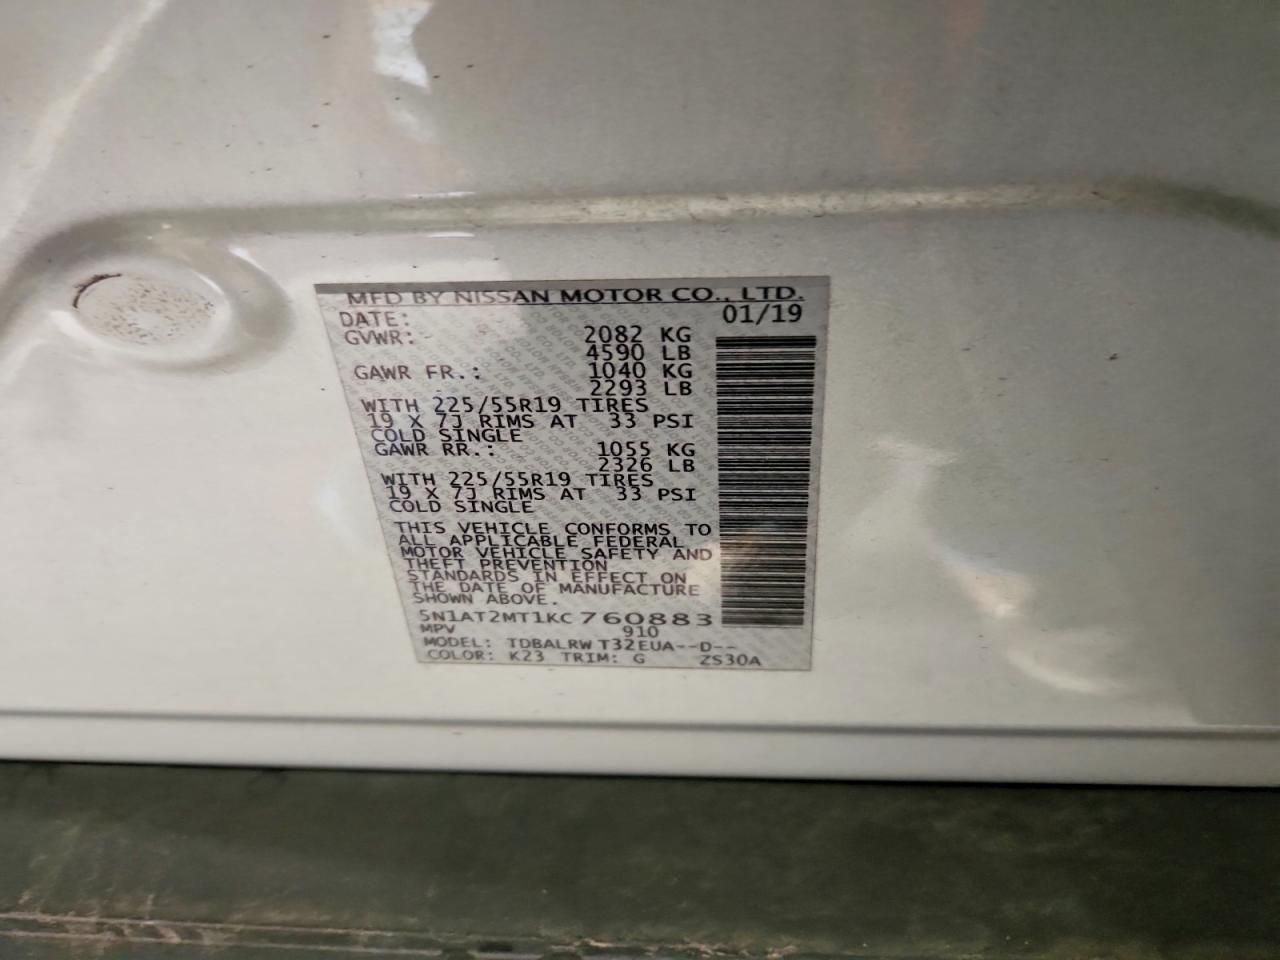 MFD BY NISSAN MOTOR CO., LTD.
DATE: 01/19
GVWR: 2082 KG
4590 LB
GAWR FR.: 1040 KG
2293 LB
WITH 225/55R19 TIRES
19 X 7J RIMS AT 33 PSI
COLD SINGLE
GAWR RR.: 1055 KG
2326 LB
WITH 225/55R19 TIRES
19 X 7J RIMS AT 33 PSI
COLD SINGLE
THIS VEHICLE CONFORMS TO
ALL APPLICABLE FEDERAL
MOTOR VEHICLE SAFETY AND
THEFT PREVENTION
STANDARDS IN EFFECT ON
THE DATE OF MANUFACTURE
SHOWN ABOVE.
5N1AT2MT1KC760883
MPV 910
MODEL: TDBALRW T32EUA--D--
COLOR: K23 TRIM: G ZS30A